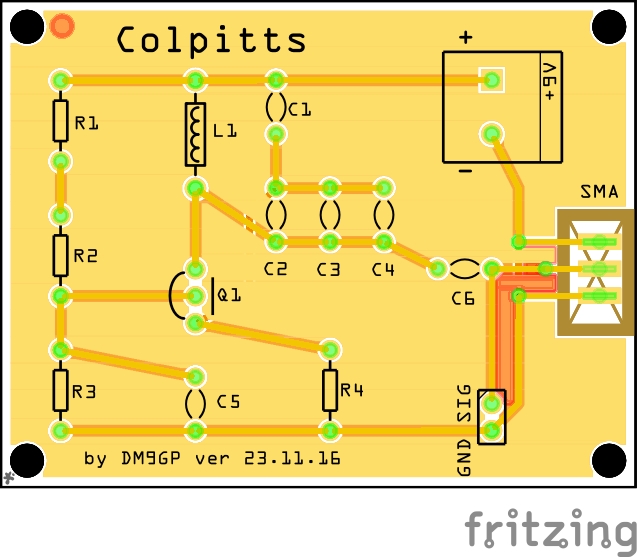 Colpitts
+
+9V
R1
L1
C1
-
SMA
R2
C2 C3 C4
C6
Q1
R3
C5
R4
SIG
GND
by DM9GP ver 23.11.16
*
fritzing